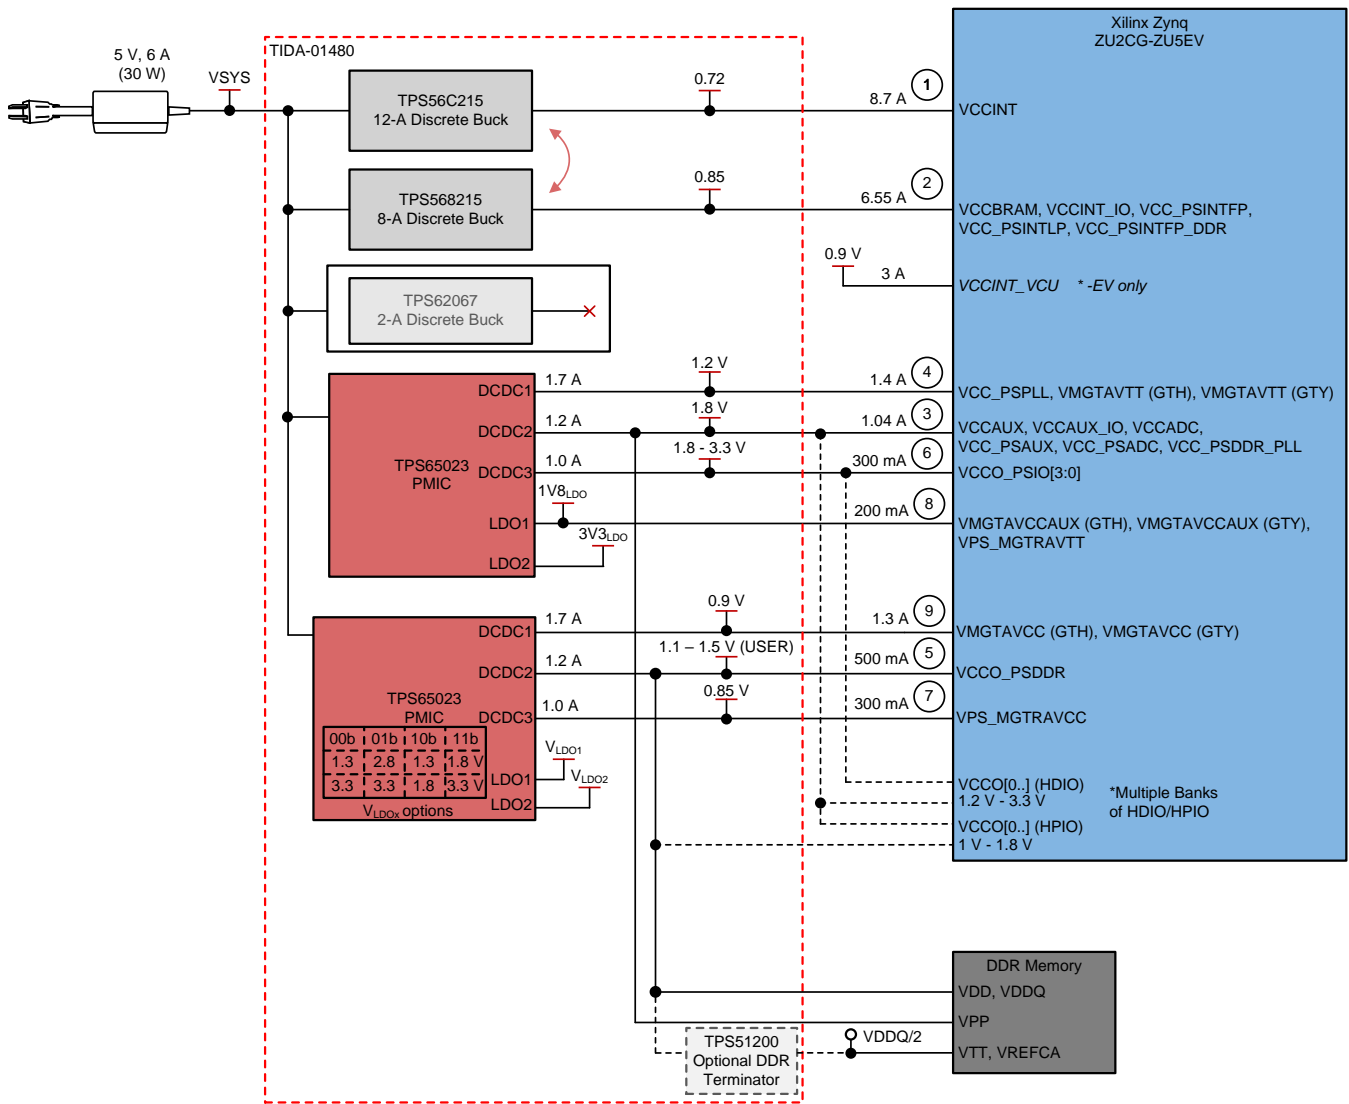 5 V, 6 A
(30 W)
VSYS
TIDA-01480
TPS56C215
12-A Discrete Buck
0.72
8.7 A
1
Xilinx Zynq
ZU2CG-ZU5EV
VCCINT
TPS568215
8-A Discrete Buck
0.85
6.55 A
2
VCCBRAM, VCCINT_IO, VCC_PSINTFP,
VCC_PSINTLP, VCC_PSINTFP_DDR
0.9 V
3 A
VCCINT_VCU * -EV only
TPS62067
2-A Discrete Buck
TPS65023
PMIC
DCDC1
1.7 A
1.2 V
1.4 A
4
VCC_PSPLL, VMGTAVTT (GTH), VMGTAVTT (GTY)
DCDC2
1.2 A
1.8 V
1.04 A
3
VCCAUX, VCCAUX_IO, VCCADC,
VCC_PSAUX, VCC_PSADC, VCC_PSDDR_PLL
DCDC3
1.0 A
1.8 - 3.3 V
300 mA
6
VCCO_PSIO[3:0]
LDO1
1V8LDO
200 mA
8
VMGTAVCCAUX (GTH), VMGTAVCCAUX (GTY),
VPS_MGTRAVTT
LDO2
3V3LDO
TPS65023
PMIC
DCDC1
1.7 A
0.9 V
1.3 A
9
VMGTAVCC (GTH), VMGTAVCC (GTY)
DCDC2
1.2 A
1.1 – 1.5 V (USER)
500 mA
5
VCCO_PSDDR
DCDC3
1.0 A
0.85 V
300 mA
7
VPS_MGTRAVCC
00b 01b 10b 11b
1.3 2.8 1.3 1.8 V
3.3 3.3 1.8 3.3 V
VLDOx options
LDO1
VLDO1
LDO2
VLDO2
VCCO[0..] (HDIO)
1.2 V - 3.3 V
VCCO[0..] (HPIO)
1 V - 1.8 V
*Multiple Banks
of HDIO/HPIO
DDR Memory
VDD, VDDQ
VPP
VTT, VREFCA
VDDQ/2
TPS51200
Optional DDR
Terminator